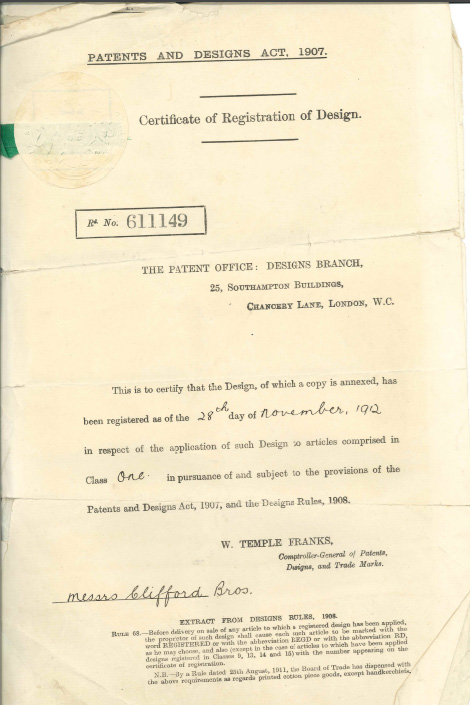 PATENTS AND DESIGNS ACT, 1907.
Certificate of Registration of Design.
Rd. No. 611149
THE PATENT OFFICE: DESIGNS BRANCH,
25, SOUTHAMPTON BUILDINGS,
CHANCERY LANE, LONDON, W.C.
This is to certify that the Design, of which a copy is annexed, has
been registered as of the 28th day of November, 1912
in respect of the application of such Design to articles comprised in
Class One. in pursuance of and subject to the provisions of the
Patents and Designs Act, 1907, and the Designs Rules, 1908.
W. TEMPLE FRANKS,
Comptroller-General of Patents,
Designs, and Trade Marks.
Messrs Clifford Bros.
EXTRACT FROM DESIGNS RULES, 1908.
RULE 68.—Before delivery on sale of any article to which a registered design has been applied,
the proprietor of such design shall cause each such article to be marked with the
word REGISTERED or with the abbreviation REGD or with the abbreviation RD,
as he may choose, and also (except in the case of articles to which have been applied
designs registered in Classes 9, 13, 14 and 15) with the number appearing on the
certificate of registration.
N.B.—By a Rule dated 25th August, 1911, the Board of Trade has dispensed with
the above requirements as regards printed cotton piece goods, except handkerchiefs,